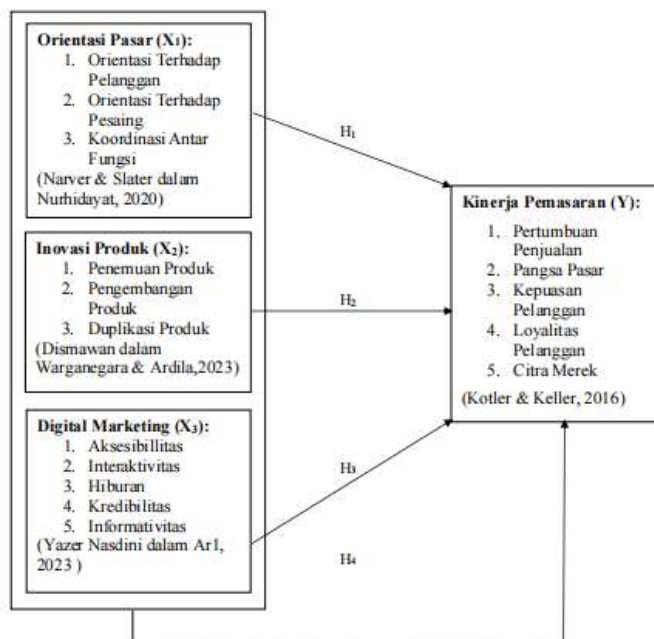 Orientasi Pasar (X₁):
1. Orientasi Terhadap
Pelanggan
2. Orientasi Terhadap
Pesaing
3. Koordinasi Antar
Fungsi
(Narver & Slater dalam
Nurhidayat, 2020)
Inovasi Produk (X₂):
1. Penemuan Produk
2. Pengembangan
Produk
3. Duplikasi Produk
(Dismawan dalam
Warganegara & Ardila,2023)
Digital Marketing (X₃):
1. Aksesibillitas
2. Interaktivitas
3. Hiburan
4. Kredibilitas
5. Informativitas
(Yazer Nasdini dalam Ar1,
2023 )
H₁
H₂
H₃
H₄
Kinerja Pemasaran (Y):
1. Pertumbuan
Penjualan
2. Pangsa Pasar
3. Kepuasan
Pelanggan
4. Loyalitas
Pelanggan
5. Citra Merek
(Kotler & Keller, 2016)